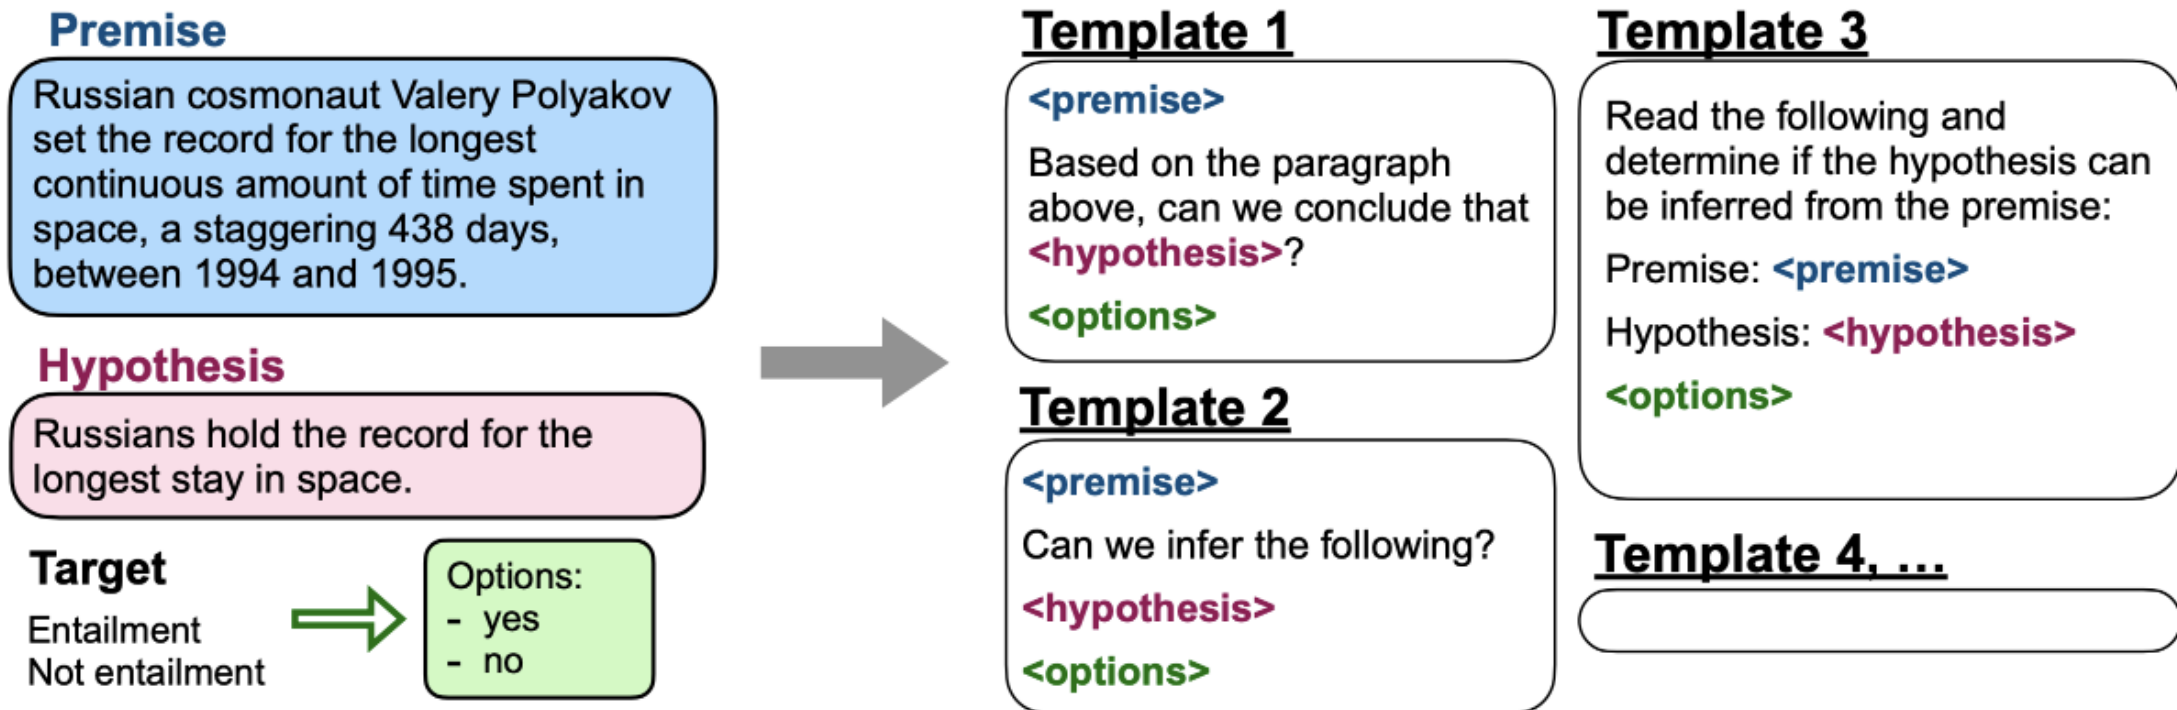 Premise
Russian cosmonaut Valery Polyakov
set the record for the longest
continuous amount of time spent in
space, a staggering 438 days,
between 1994 and 1995.
Hypothesis
Russians hold the record for the
longest stay in space.
Target
Entailment
Not entailment
Options:
- yes
- no
Template 1
<premise>
Based on the paragraph
above, can we conclude that
<hypothesis>?
<options>
Template 2
<premise>
Can we infer the following?
<hypothesis>
<options>
Template 3
Read the following and
determine if the hypothesis can
be inferred from the premise:
Premise: <premise>
Hypothesis: <hypothesis>
<options>
Template 4, ...